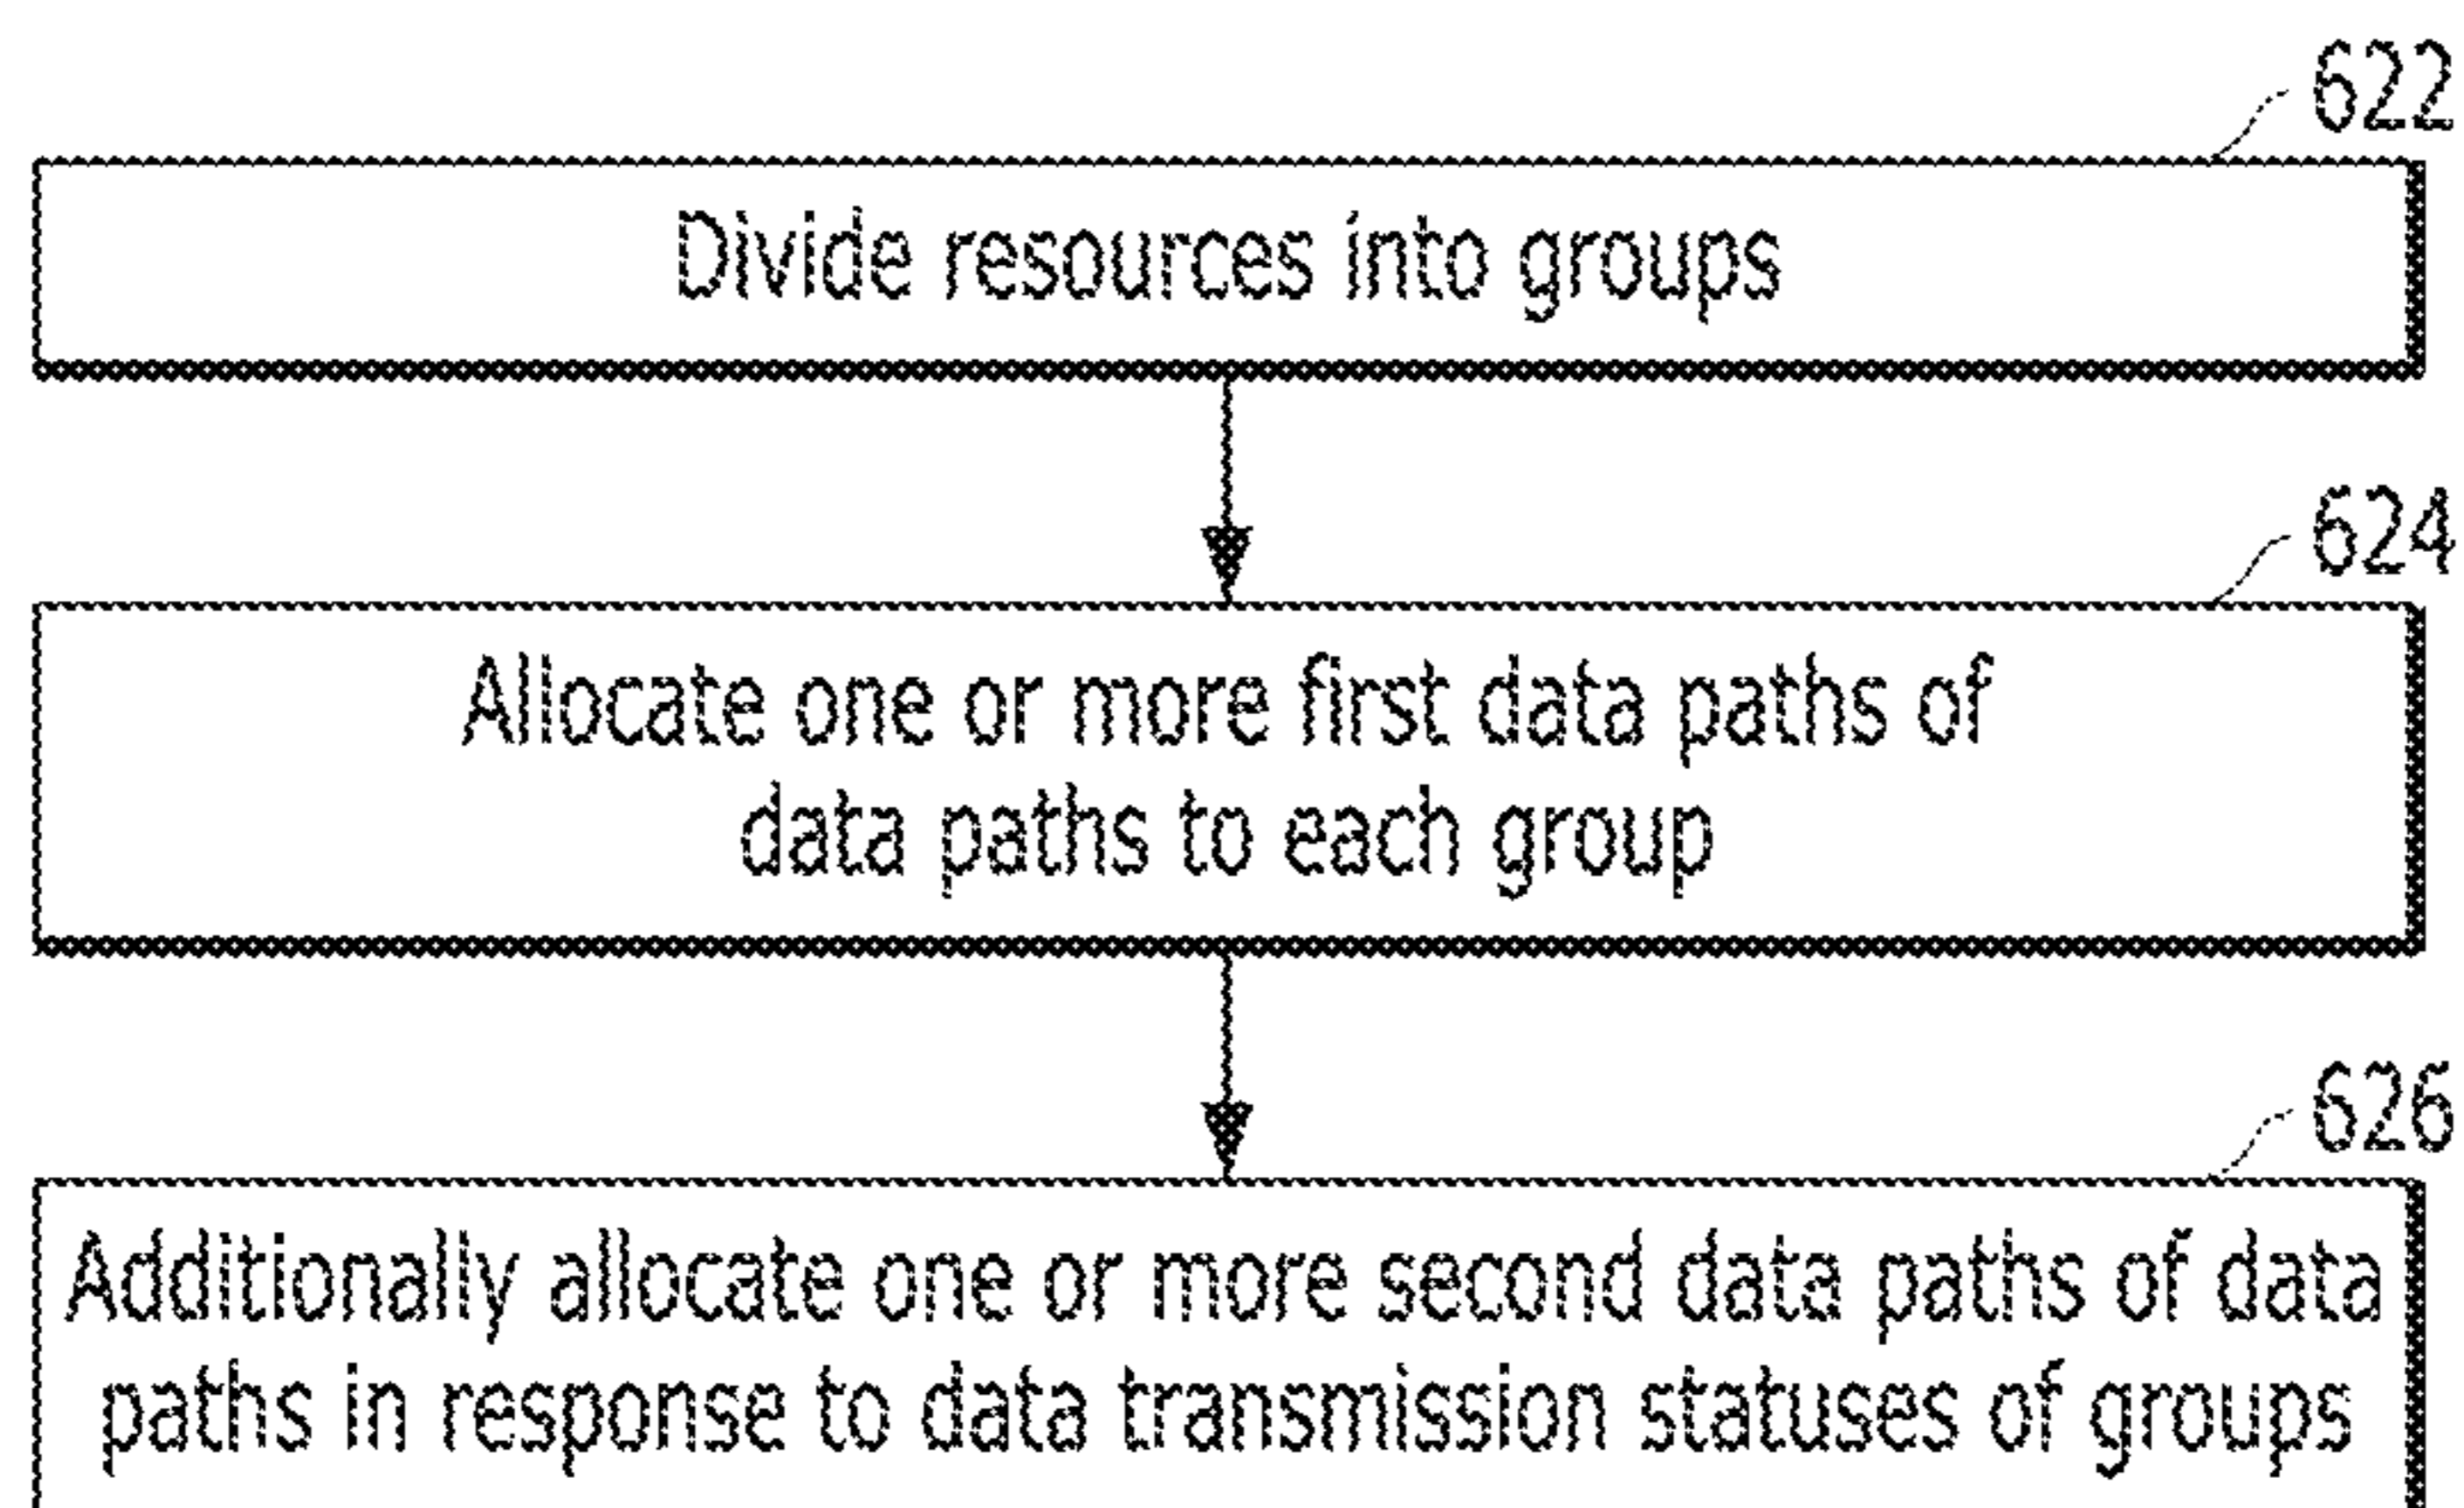 622
Divide resources into groups
624
Allocate one or more first data paths of
data paths to each group
626
Additionally allocate one or more second data paths of data
paths in response to data transmission statuses of groups